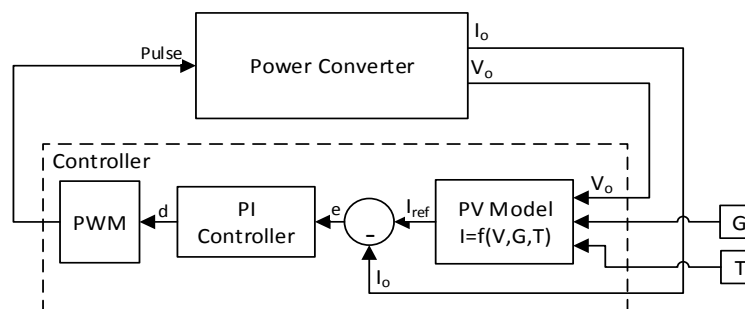 Pulse
Power Converter
Io
Vo
Controller
PWM
d
PI
Controller
e
-
Iref
PV Model
I=f(V,G,T)
Vo
G
T
Io